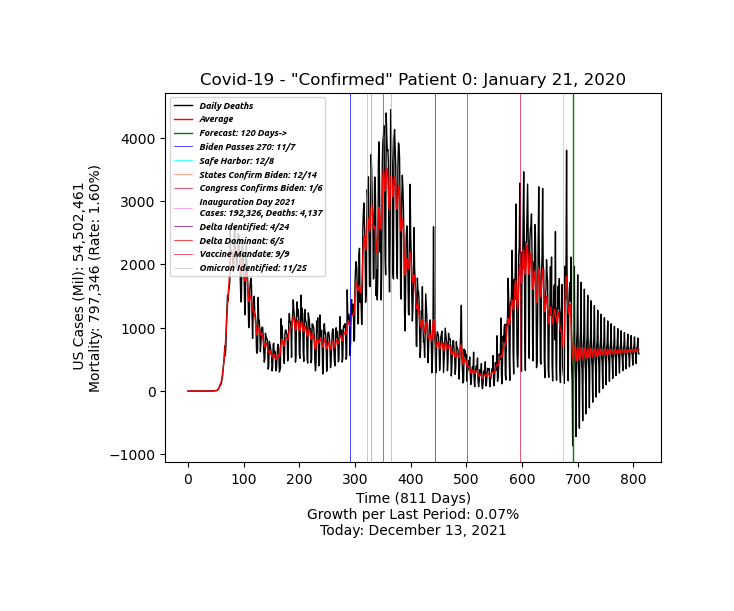 Covid-19 - "Confirmed" Patient 0: January 21, 2020
Daily Deaths
Average
Forecast: 120 Days->
Biden Passes 270: 11/7
Safe Harbor: 12/8
States Confirm Biden: 12/14
Congress Confirms Biden: 1/6
Inauguration Day 2021
Cases: 192,326, Deaths: 4,137
Delta Identified: 4/24
Delta Dominant: 6/5
Vaccine Mandate: 9/9
Omicron Identified: 11/25
US Cases (Mil): 54,502,461
Mortality: 797,346 (Rate: 1.60%)
4000
3000
2000
1000
0
−1000
0 100 200 300 400 500 600 700 800
Time (811 Days)
Growth per Last Period: 0.07%
Today: December 13, 2021